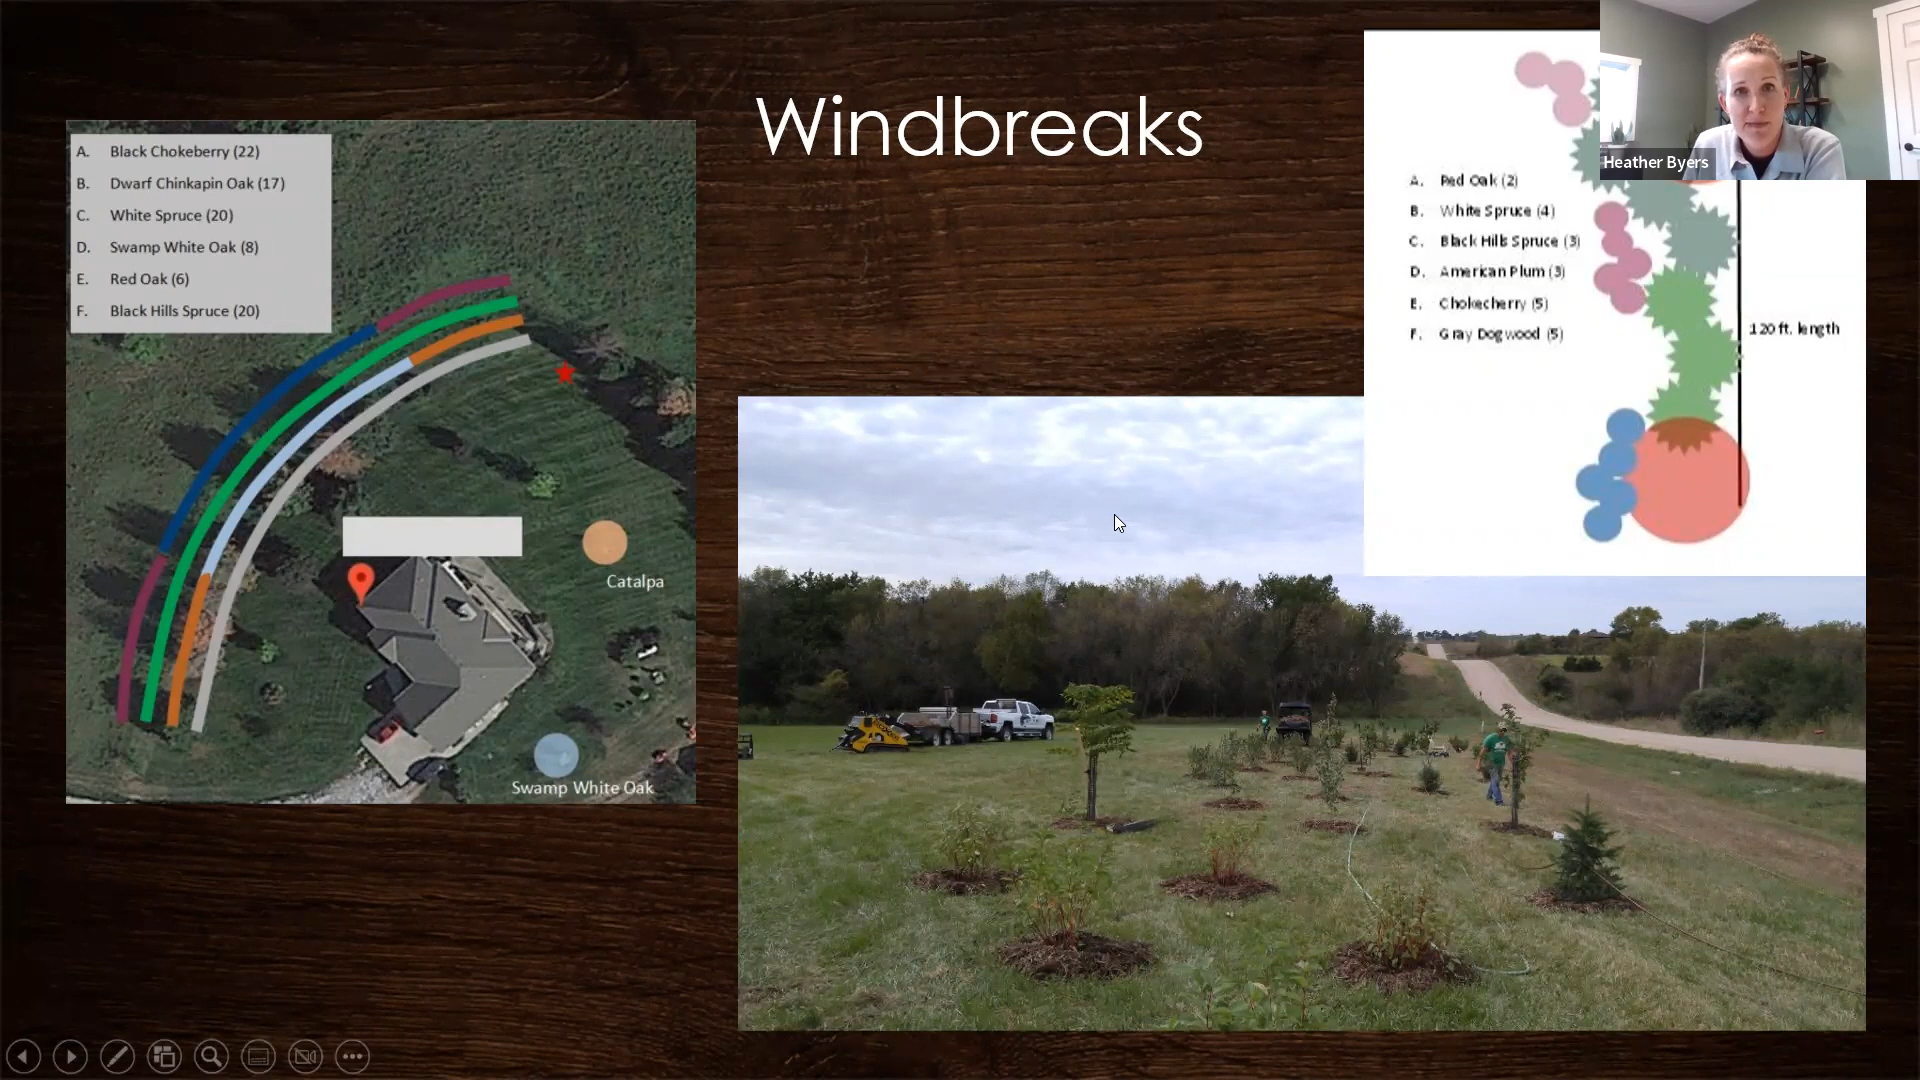 Windbreaks
A. Black Chokeberry (22)
B. Dwarf Chinkapin Oak (17)
C. White Spruce (20)
D. Swamp White Oak (8)
E. Red Oak (6)
F. Black Hills Spruce (20)
Catalpa
Swamp White Oak
A. Red Oak (2)
B. White Spruce (4)
C. Black Hills Spruce (3)
D. American Plum (3)
E. Chokecherry (5)
F. Gray Dogwood (5)
120 ft. length
Heather Byers